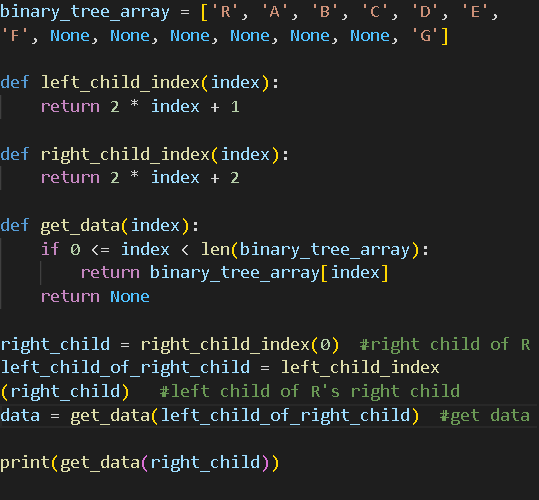 binary_tree_array = ['R', 'A', 'B', 'C', 'D', 'E',
'F', None, None, None, None, None, None, 'G']
def left_child_index(index):
    return 2 * index + 1
def right_child_index(index):
    return 2 * index + 2
def get_data(index):
    if 0 <= index < len(binary_tree_array):
        return binary_tree_array[index]
    return None
right_child = right_child_index(0)  #right child of R
left_child_of_right_child = left_child_index
(right_child)   #left child of R's right child
data = get_data(left_child_of_right_child)  #get data
print(get_data(right_child))